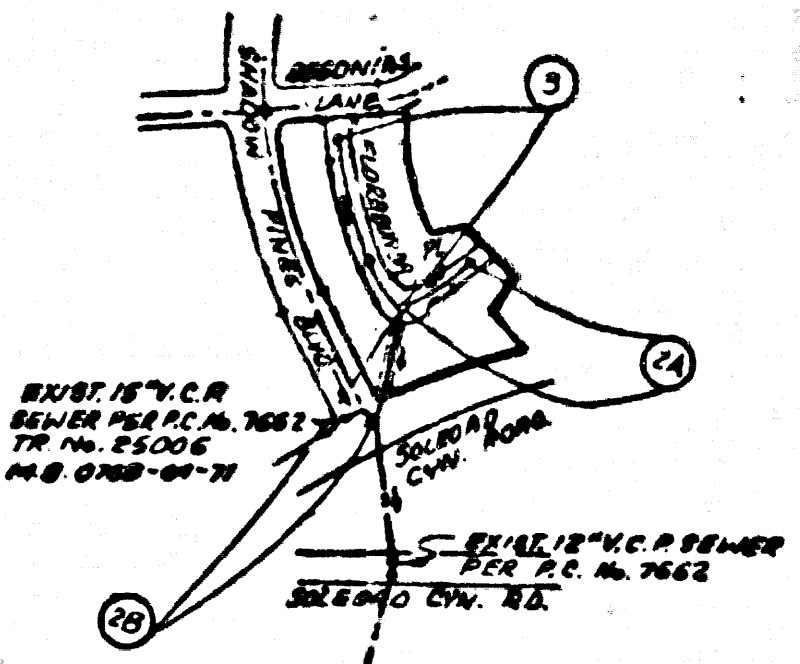 SHADOW
BEGONIAS
LANE
3
PL
PINES
BLVD
2A
EXIST. 15" V.C.P.
SEWER PER P.C. No. 7662
TR. No. 25006
SOLEDAD
CYN. ROAD
EXIST. 12" V.C.P. SEWER
PER P.C. No. 7662
SOLEDAD CYN. RD.
2B